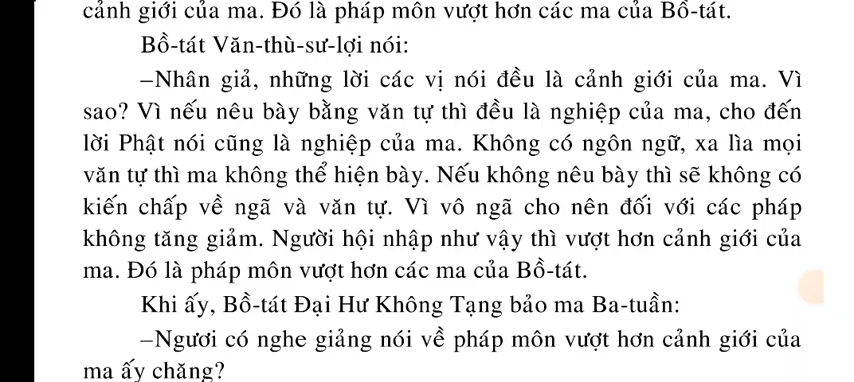 cảnh giới của ma. Đó là pháp môn vượt hơn các ma của Bồ-tát.
Bồ-tát Văn-thù-sư-lợi nói:
–Nhân giả, những lời các vị nói đều là cảnh giới của ma. Vì
sao? Vì nếu nêu bày bằng văn tự thì đều là nghiệp của ma, cho đến
lời Phật nói cũng là nghiệp của ma. Không có ngôn ngữ, xa lìa mọi
văn tự thì ma không thể hiện bày. Nếu không nêu bày thì sẽ không có
kiến chấp về ngã và văn tự. Vì vô ngã cho nên đối với các pháp
không tăng giảm. Người hội nhập như vậy thì vượt hơn cảnh giới của
ma. Đó là pháp môn vượt hơn các ma của Bồ-tát.
Khi ấy, Bồ-tát Đại Hư Không Tạng bảo ma Ba-tuần:
–Ngươi có nghe giảng nói về pháp môn vượt hơn cảnh giới của
ma ấy chăng?